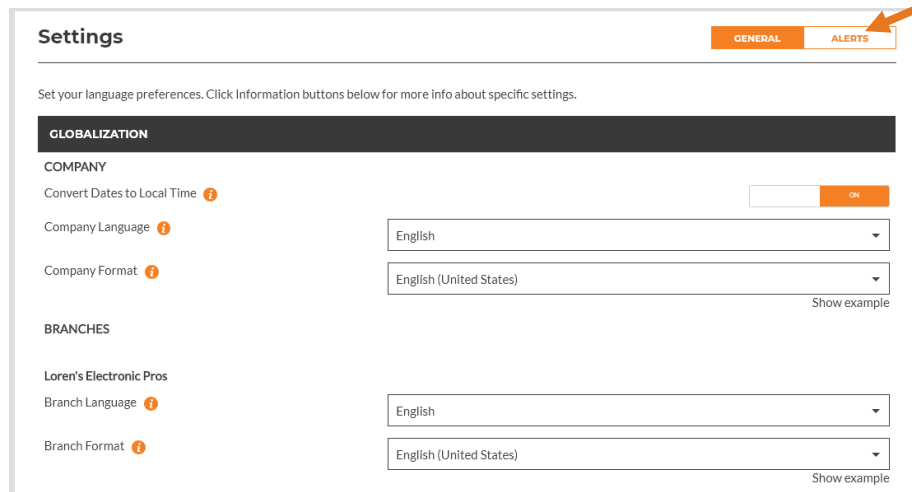 Settings
GENERAL
ALERTS
Set your language preferences. Click Information buttons below for more info about specific settings.
GLOBALIZATION
COMPANY
Convert Dates to Local Time i
ON
Company Language i
English
Company Format i
English (United States)
Show example
BRANCHES
Loren's Electronic Pros
Branch Language i
English
Branch Format i
English (United States)
Show example